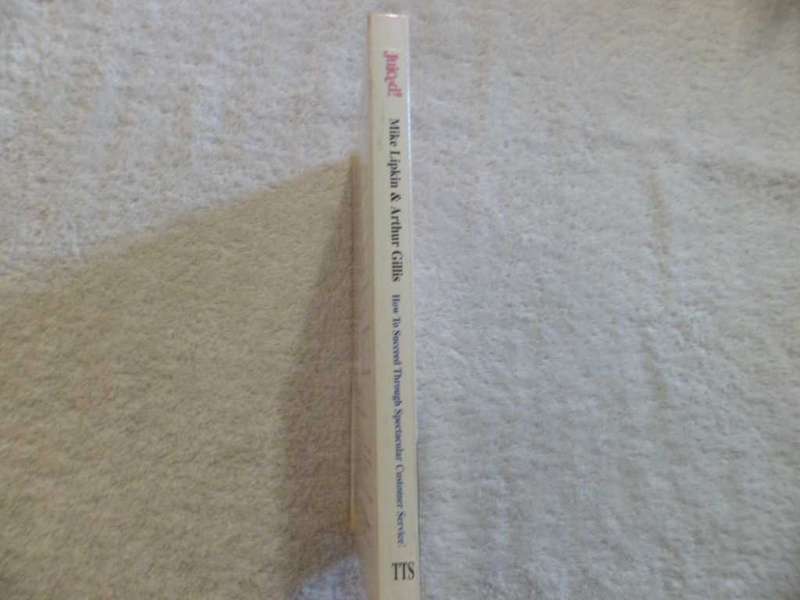 Juiced!
Mike Lipkin & Arthur Gillis
How To Succeed Through Spectacular Customer Service!
TTS